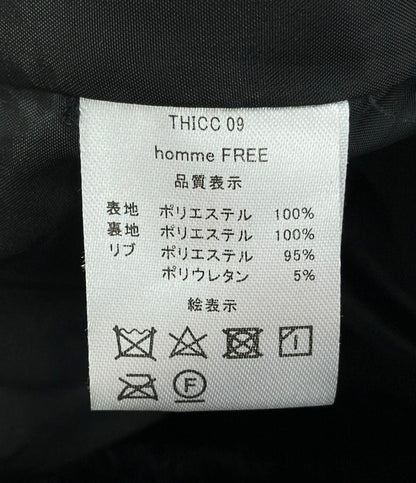 THICC 09
homme FREE
品質表示
表地 ポリエステル 100%
裏地 ポリエステル 100%
リブ ポリエステル 95%
ポリウレタン 5%
絵表示
F